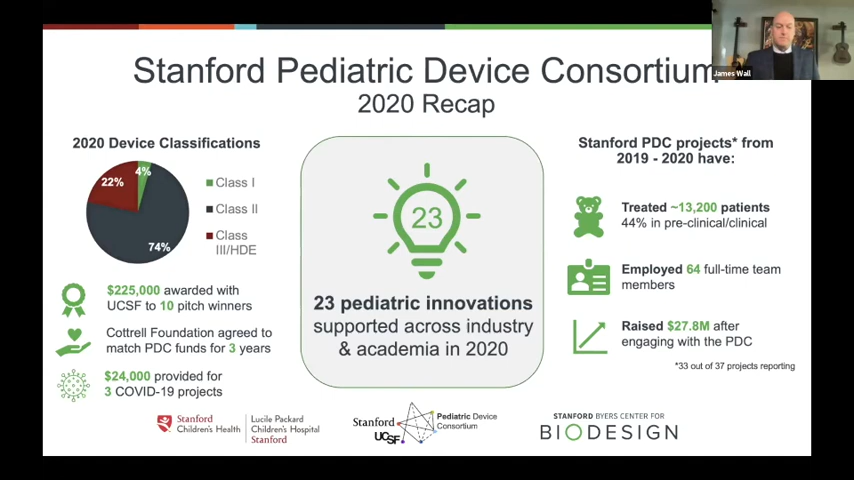 James Wall
Stanford Pediatric Device Consortium
2020 Recap
2020 Device Classifications
4%
22%
74%
Class I
Class II
Class
III/HDE
$225,000 awarded with
UCSF to 10 pitch winners
Cottrell Foundation agreed to
match PDC funds for 3 years
$24,000 provided for
3 COVID-19 projects
23
23 pediatric innovations
supported across industry
& academia in 2020
Stanford PDC projects* from
2019 - 2020 have:
Treated ~13,200 patients
44% in pre-clinical/clinical
Employed 64 full-time team
members
Raised $27.8M after
engaging with the PDC
*33 out of 37 projects reporting
Stanford
Children's Health
Lucile Packard
Children's Hospital
Stanford
Stanford
UCSF
Pediatric Device
Consortium
STANFORD BYERS CENTER FOR
BIODESIGN